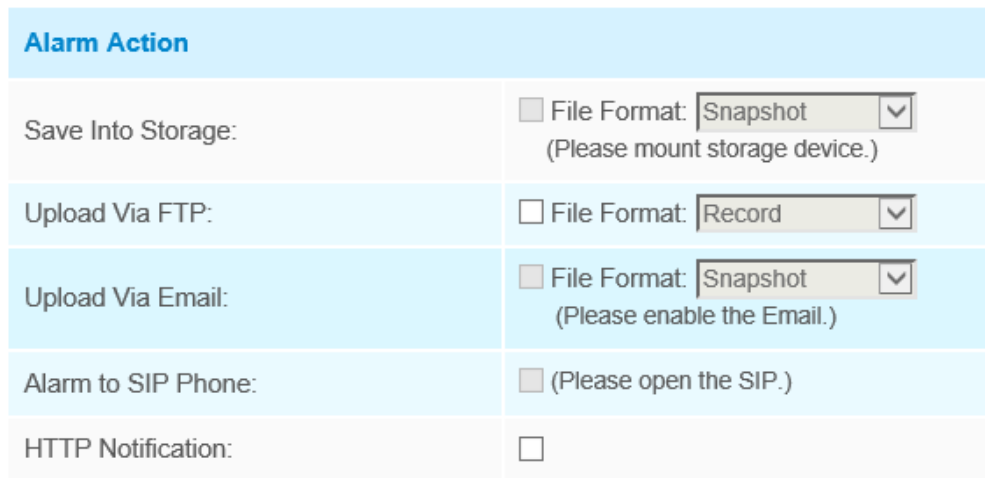 Alarm Action
Save Into Storage:
File Format: Snapshot
(Please mount storage device.)
Upload Via FTP:
File Format: Record
Upload Via Email:
File Format: Snapshot
(Please enable the Email.)
Alarm to SIP Phone:
(Please open the SIP.)
HTTP Notification: